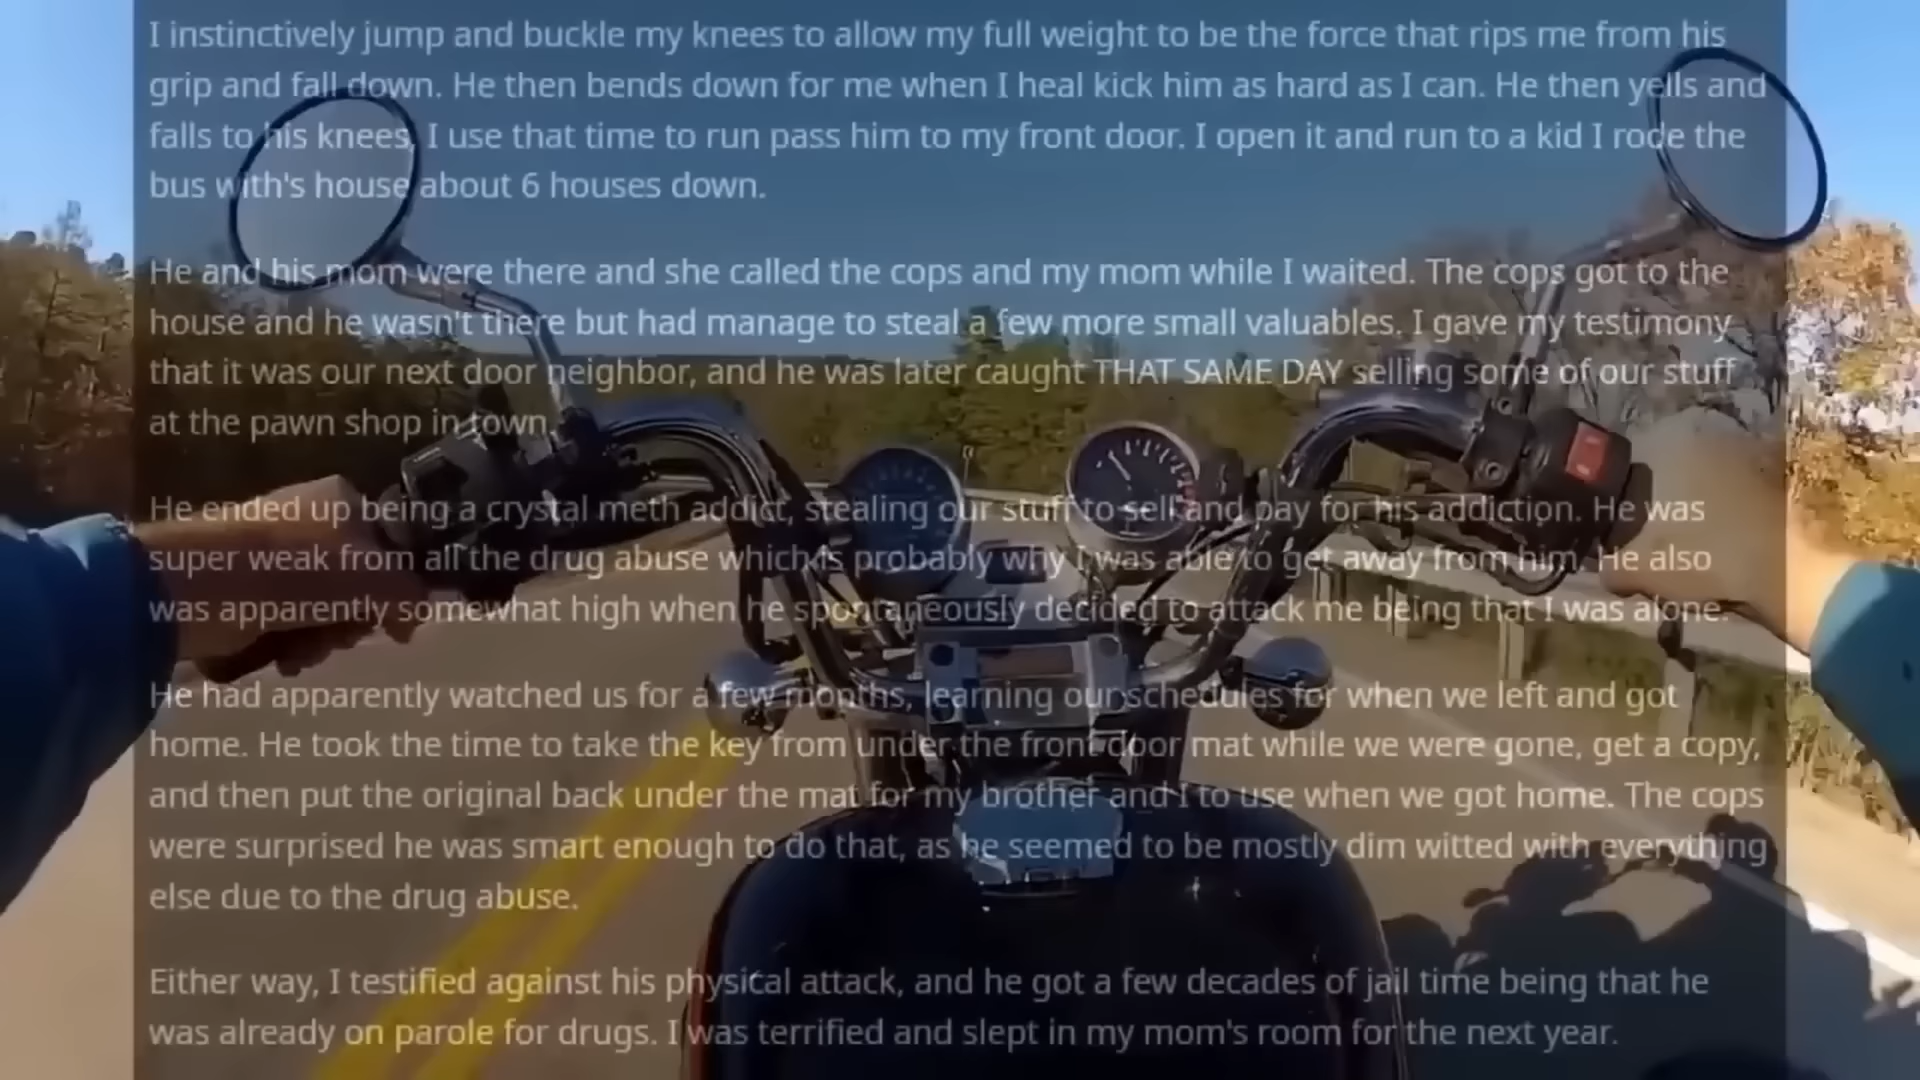 I instinctively jump and buckle my knees to allow my full weight to be the force that rips me from his
grip and fall down. He then bends down for me when I heal kick him as hard as I can. He then yells and
falls to his knees. I use that time to run pass him to my front door. I open it and run to a kid I rode the
bus with's house about 6 houses down.
He and his mom were there and she called the cops and my mom while I waited. The cops got to the
house and he wasn't there but had manage to steal a few more small valuables. I gave my testimony
that it was our next door neighbor, and he was later caught THAT SAME DAY selling some of our stuff
at the pawn shop in town.
He ended up being a crystal meth addict, stealing our stuff to sell and pay for his addiction. He was
super weak from all the drug abuse which is probably why I was able to get away from him. He also
was apparently somewhat high when he spontaneously decided to attack me being that I was alone.
He had apparently watched us for a few months, learning our schedules for when we left and got
home. He took the time to take the key from under the front door mat while we were gone, get a copy,
and then put the original back under the mat for my brother and I to use when we got home. The cops
were surprised he was smart enough to do that, as he seemed to be mostly dim witted with everything
else due to the drug abuse.
Either way, I testified against his physical attack, and he got a few decades of jail time being that he
was already on parole for drugs. I was terrified and slept in my mom's room for the next year.